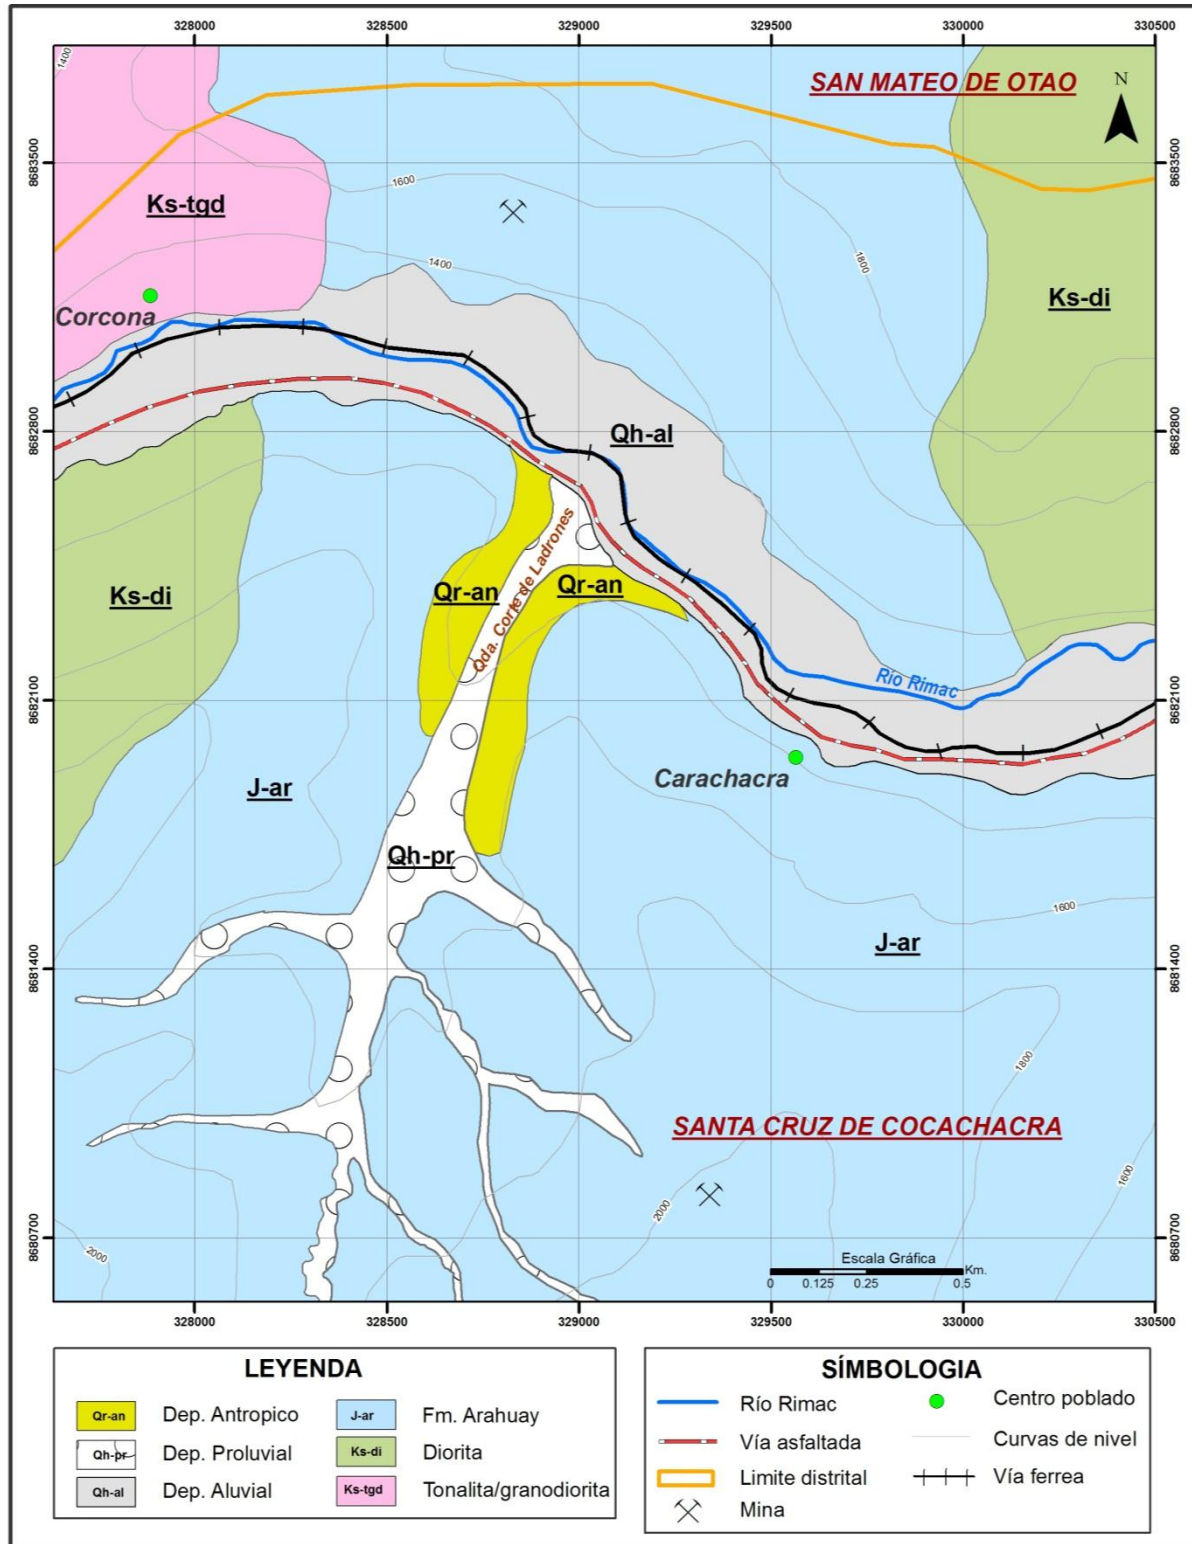 328000 328500 329000 329500 330000 330500
1400
SAN MATEO DE OTAO
N
8683500 8683500
1600
Ks-tgd
1800
1400
Ks-di
Corcona
Qh-al
8682800 8682800
Qda. Corte de Ladrones
Ks-di
Qr-an
Qr-an
Río Rimac
8682100 8682100
Carachacra
J-ar
Qh-pr
1600
J-ar
8681400 8681400
1800
SANTA CRUZ DE COCACHACRA
1600
2000
2000
8680700 8680700
Escala Gráfica
Km.
0 0.125 0.25 0.5
328000 328500 329000 329500 330000 330500
LEYENDA
Qr-an Dep. Antropico
Qh-pr Dep. Proluvial
Qh-al Dep. Aluvial
J-ar Fm. Arahuay
Ks-di Diorita
Ks-tgd Tonalita/granodiorita
SÍMBOLOGIA
Río Rimac
Vía asfaltada
Limite distrital
Mina
Centro poblado
Curvas de nivel
Vía ferrea